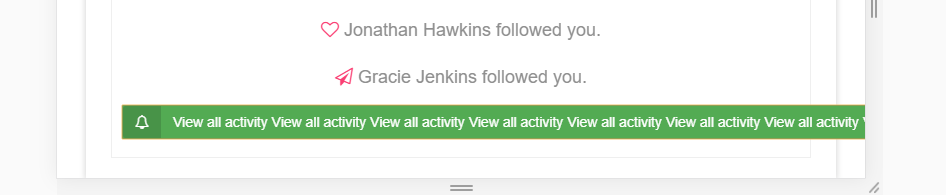 Jonathan Hawkins followed you.
Gracie Jenkins followed you.
View all activity View all activity View all activity View all activity View all activity View all activity View all activity